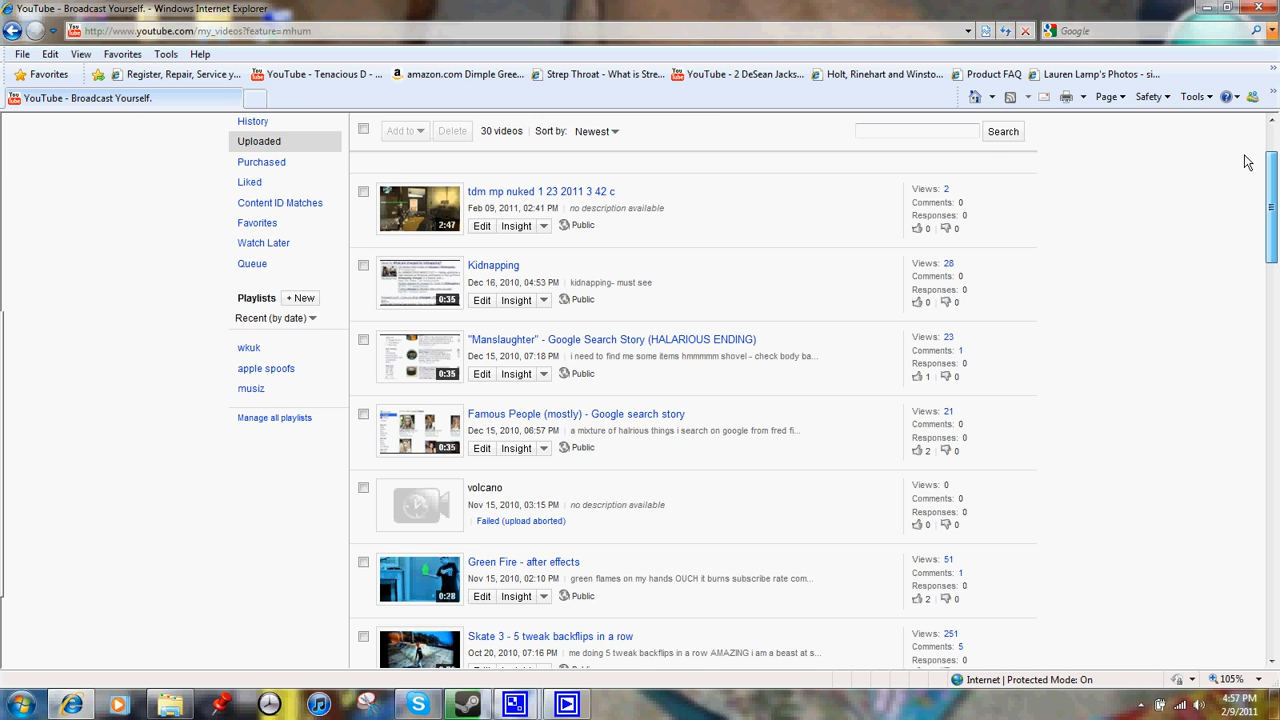 YouTube - Broadcast Yourself. - Windows Internet Explorer
http://www.youtube.com/my_videos?feature=mhum
Google
File Edit View Favorites Tools Help
Favorites
Register, Repair, Service y...
YouTube - Tenacious D - ...
amazon.com Dimple Gree...
Strep Throat - What is Stre...
YouTube - 2 DeSean Jacks...
Holt, Rinehart and Winsto...
Product FAQ
Lauren Lamp's Photos - si...
YouTube - Broadcast Yourself.
Page Safety Tools
History
Uploaded
Purchased
Liked
Content ID Matches
Favorites
Watch Later
Queue
Playlists + New
Recent (by date)
wkuk
apple spoofs
musiz
Manage all playlists
Add to Delete 30 videos Sort by: Newest Search
tdm mp nuked 1 23 2011 3 42 c
Feb 09, 2011, 02:41 PM no description available
2:47
Edit Insight Public
Views: 2
Comments: 0
Responses: 0
0 0
Kidnapping
Dec 16, 2010, 04:53 PM kidnapping- must see
0:35
Edit Insight Public
Views: 28
Comments: 0
Responses: 0
0 0
"Manslaughter" - Google Search Story (HALARIOUS ENDING)
Dec 15, 2010, 07:18 PM i need to find me some items hmmmmm shovel - check body ba...
0:35
Edit Insight Public
Views: 23
Comments: 1
Responses: 0
1 0
Famous People (mostly) - Google search story
Dec 15, 2010, 06:57 PM a mixture of halrious things i search on google from fred fi...
0:35
Edit Insight Public
Views: 21
Comments: 0
Responses: 0
2 0
volcano
Nov 15, 2010, 03:15 PM no description available
Failed (upload aborted)
Views: 0
Comments: 0
Responses: 0
0 0
Green Fire - after effects
Nov 15, 2010, 02:10 PM green flames on my hands OUCH it burns subscribe rate com...
0:28
Edit Insight Public
Views: 51
Comments: 1
Responses: 0
2 0
Skate 3 - 5 tweak backflips in a row
Oct 20, 2010, 07:16 PM me doing 5 tweak backflips in a row AMAZING i am a beast at s...
Views: 251
Comments: 5
Responses: 0
Internet | Protected Mode: On
105%
4:57 PM
2/9/2011